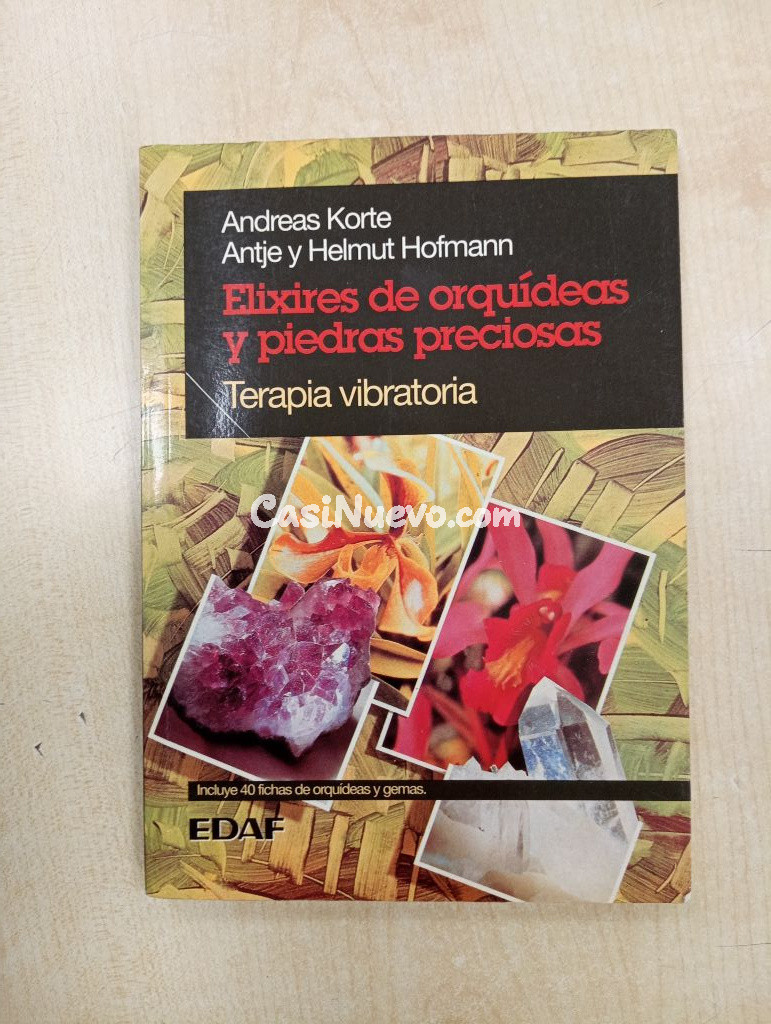 Andreas Korte
Antje y Helmut Hofmann
Elixires de orquídeas
y piedras preciosas
Terapia vibratoria
CasiNuevo.com
Incluye 40 fichas de orquídeas y gemas.
EDAF